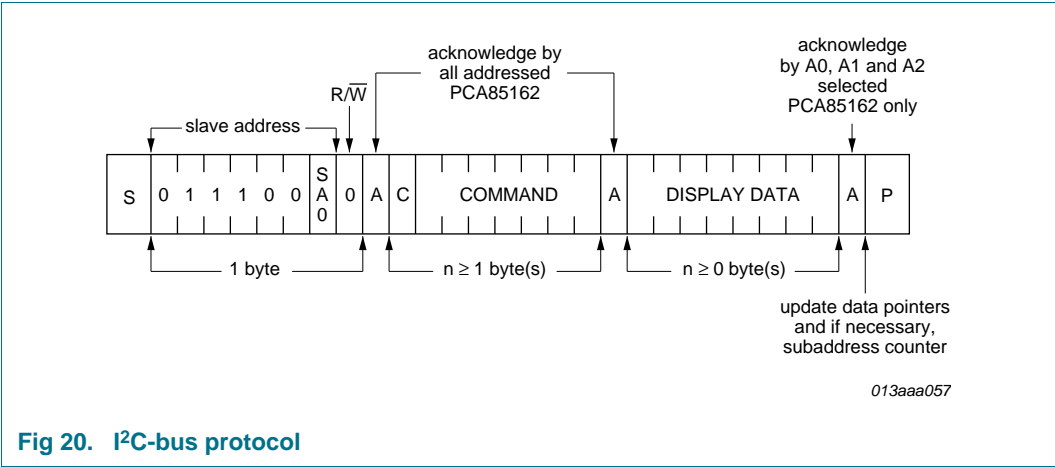 acknowledge by
all addressed
PCA85162
acknowledge
by A0, A1 and A2
selected
PCA85162 only
R/W̅
slave address
S 0 1 1 1 0 0 SA0 0 A C COMMAND A DISPLAY DATA A P
1 byte
n ≥ 1 byte(s)
n ≥ 0 byte(s)
update data pointers
and if necessary,
subaddress counter
013aaa057
Fig 20. I²C-bus protocol